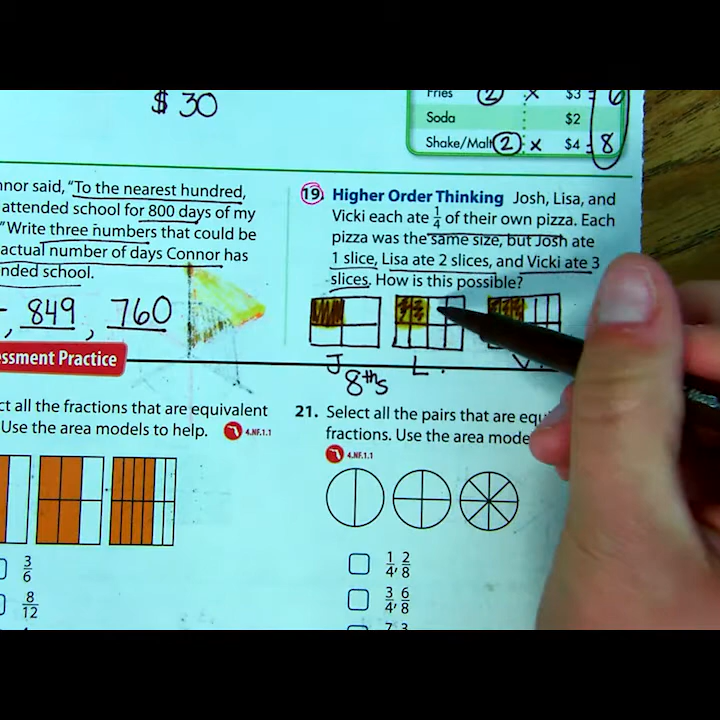 $ 30
Fries 2 x $3 = 6
Soda $2
Shake/Malt 2 x $4 = 8
nnor said, "To the nearest hundred,
attended school for 800 days of my
" Write three numbers that could be
actual number of days Connor has
nded school.
, 849 , 760
essment Practice
ct all the fractions that are equivalent
Use the area models to help. 4.NF.1.1
3/6
8/12
19 Higher Order Thinking Josh, Lisa, and
Vicki each ate 1/4 of their own pizza. Each
pizza was the same size, but Josh ate
1 slice, Lisa ate 2 slices, and Vicki ate 3
slices. How is this possible?
J L V
8ths
21. Select all the pairs that are equ
fractions. Use the area mode
4.NF.1.1
1/4, 2/8
3/4, 6/8